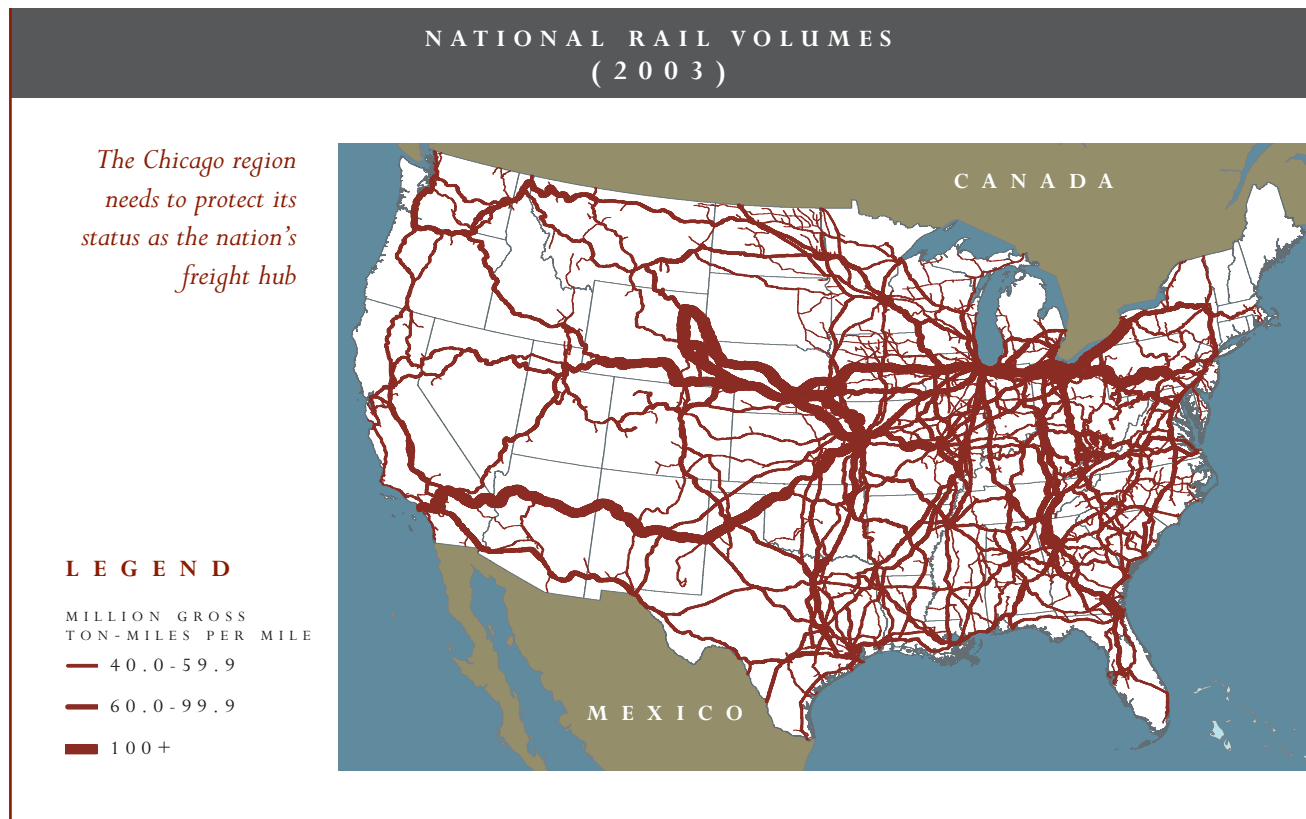 NATIONAL RAIL VOLUMES
(2003)
The Chicago region
needs to protect its
status as the nation’s
freight hub
CANADA
MEXICO
LEGEND
MILLION GROSS
TON-MILES PER MILE
40.0-59.9
60.0-99.9
100+